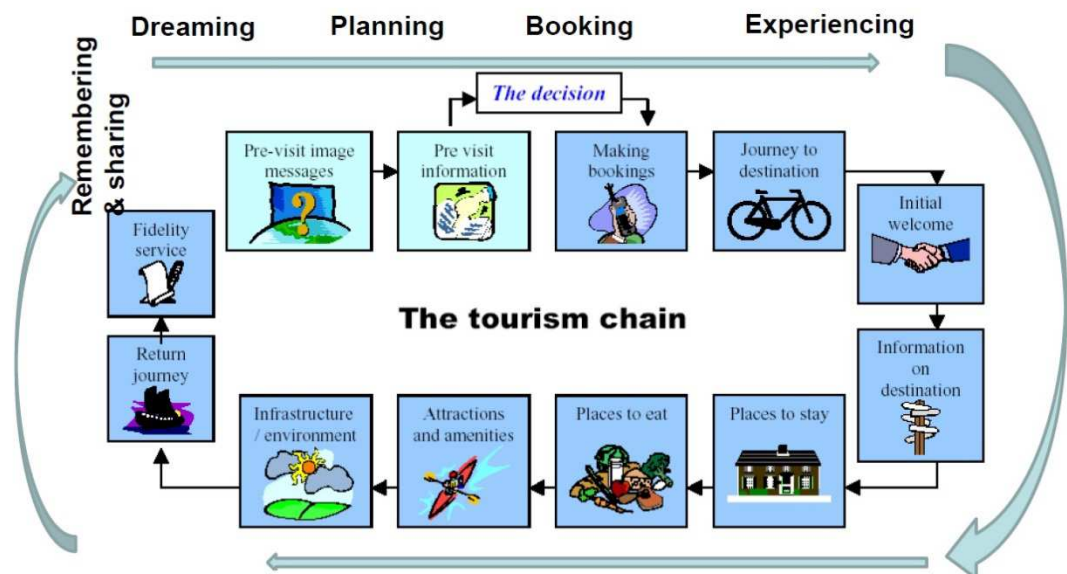 Dreaming
Planning
Booking
Experiencing
Remembering
& sharing
The decision
Pre-visit image
messages
?
Pre visit
information
Making
bookings
Journey to
destination
Initial
welcome
Fidelity
service
The tourism chain
Information
on
destination
Return
journey
Infrastructure
/ environment
Attractions
and amenities
Places to eat
Places to stay